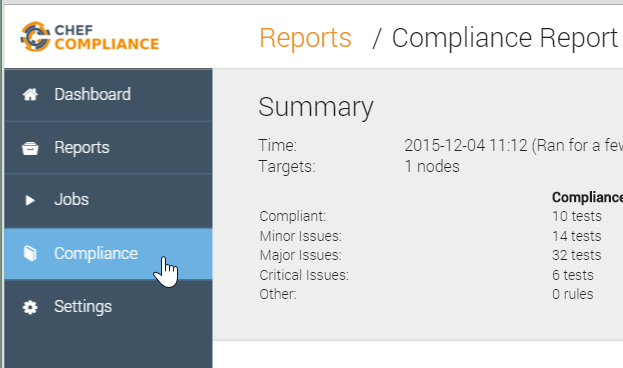 CHEF
COMPLIANCE
Reports / Compliance Report
Dashboard
Reports
Jobs
Compliance
Settings
Summary
Time: 2015-12-04 11:12 (Ran for a few
Targets: 1 nodes
Compliance
Compliant: 10 tests
Minor Issues: 14 tests
Major Issues: 32 tests
Critical Issues: 6 tests
Other: 0 rules